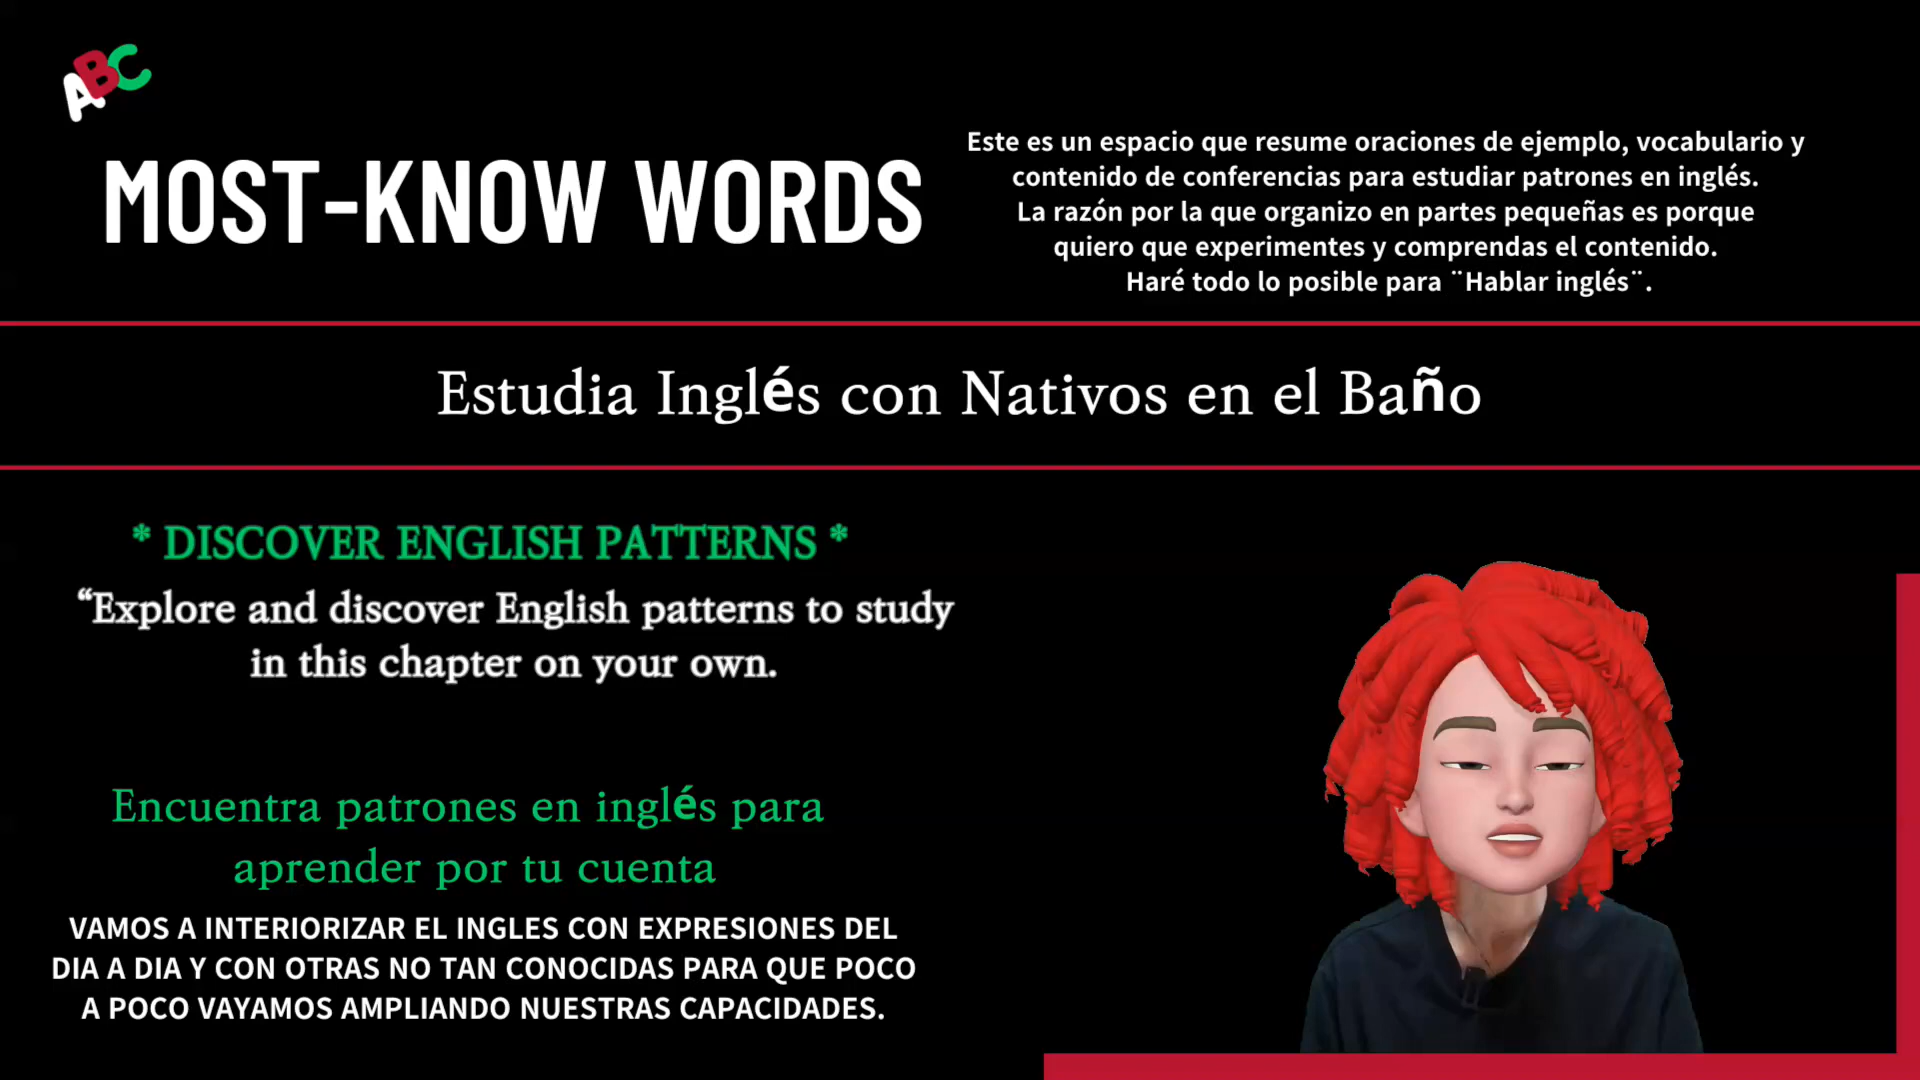 ABC
MOST-KNOW WORDS
Este es un espacio que resume oraciones de ejemplo, vocabulario y
contenido de conferencias para estudiar patrones en inglés.
La razón por la que organizo en partes pequeñas es porque
quiero que experimentes y comprendas el contenido.
Haré todo lo posible para ¨Hablar inglés¨.
Estudia Inglés con Nativos en el Baño
* DISCOVER ENGLISH PATTERNS *
“Explore and discover English patterns to study
in this chapter on your own.
Encuentra patrones en inglés para
aprender por tu cuenta
VAMOS A INTERIORIZAR EL INGLES CON EXPRESIONES DEL
DIA A DIA Y CON OTRAS NO TAN CONOCIDAS PARA QUE POCO
A POCO VAYAMOS AMPLIANDO NUESTRAS CAPACIDADES.